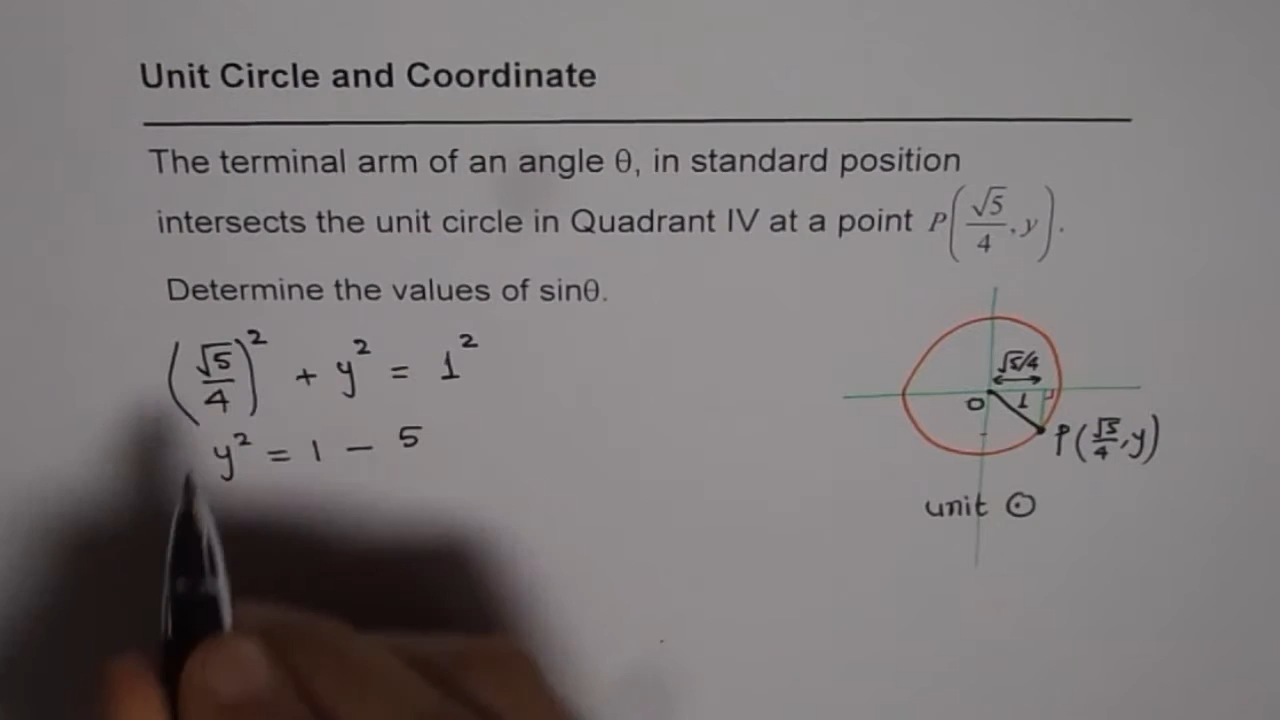 Unit Circle and Coordinate
The terminal arm of an angle θ, in standard position
intersects the unit circle in Quadrant IV at a point P(√5/4, y).
Determine the values of sinθ.
(√5/4)² + y² = 1²
y² = 1 - 5
√5/4
O 1
P(√5/4, y)
unit ⊙